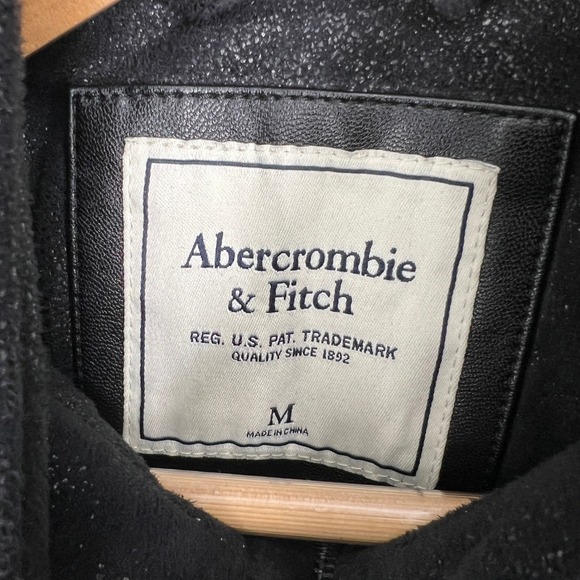 Abercrombie
& Fitch
REG. U.S. PAT. TRADEMARK
QUALITY SINCE 1892
M
MADE IN CHINA